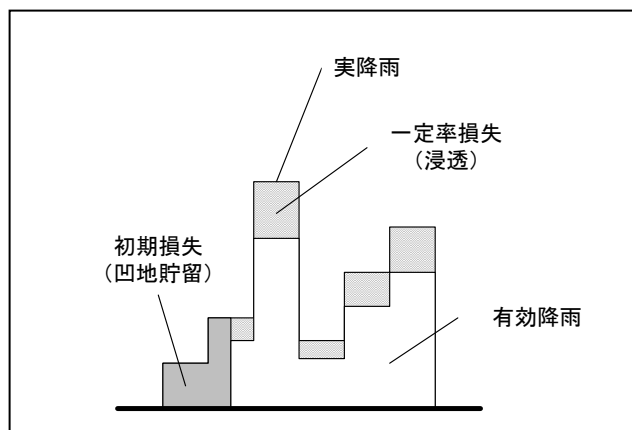 実降雨
一定率損失
（浸透）
初期損失
（凹地貯留）
有効降雨